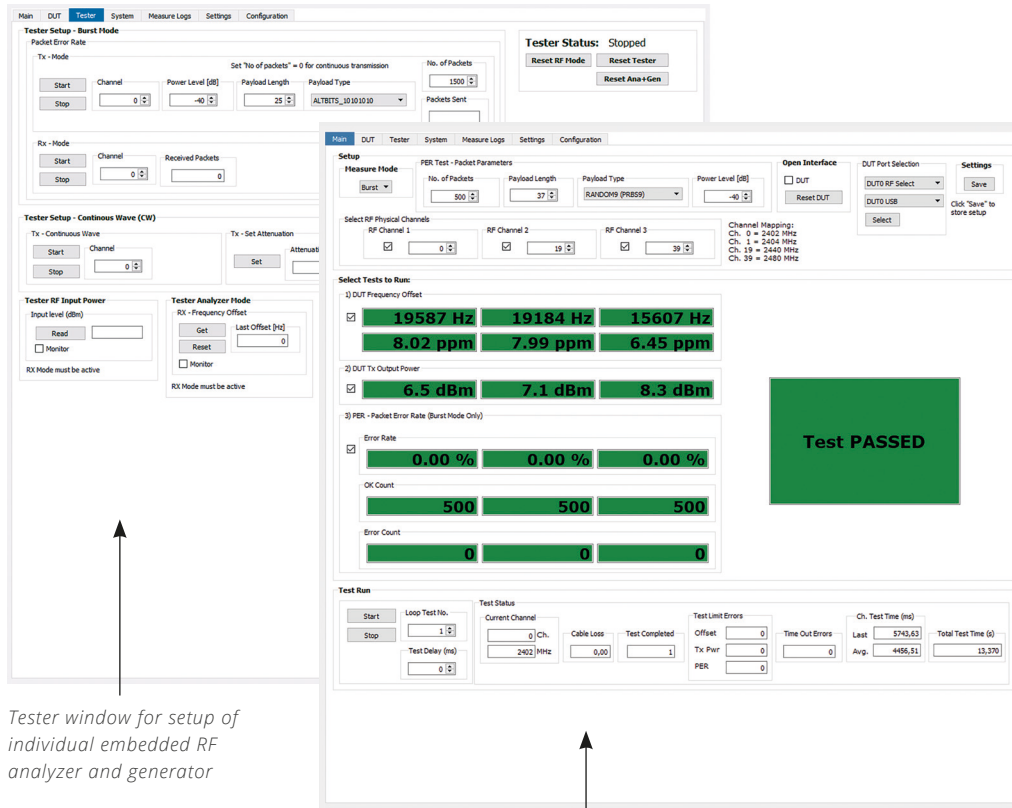 Main DUT Tester System Measure Logs Settings Configuration
Tester Setup - Burst Mode
Packet Error Rate
Tx - Mode
Set "No of packets" = 0 for continuous transmission
Start
Stop
Channel
0
Power Level [dB]
-40
Payload Length
25
Payload Type
ALTBITS_10101010
No. of Packets
1500
Packets Sent
Rx - Mode
Start
Stop
Channel
0
Received Packets
0
Tester Status: Stopped
Reset RF Mode Reset Tester
Reset Ana+Gen
Tester Setup - Continous Wave (CW)
Tx - Continuous Wave
Start
Stop
Channel
0
Tx - Set Attenuation
Set
Tester RF Input Power
Input level (dBm)
Read
Monitor
RX Mode must be active
Tester Analyzer Mode
RX - Frequency Offset
Get
Reset
Last Offset [Hz]
0
Monitor
RX Mode must be active
Tester window for setup of
individual embedded RF
analyzer and generator
Main DUT Tester System Measure Logs Settings Configuration
Setup
Measure Mode
Burst
PER Test - Packet Parameters
No. of Packets
500
Payload Length
37
Payload Type
RANDOM9 (PRBS9)
Power Level [dB]
-40
Open Interface
DUT
Reset DUT
DUT Port Selection
DUT0 RF Select
DUT0 USB
Select
Settings
Save
Click "Save" to
store setup
Select RF Physical Channels
RF Channel 1
0
RF Channel 2
19
RF Channel 3
39
Channel Mapping:
Ch. 0 = 2402 MHz
Ch. 1 = 2404 MHz
Ch. 19 = 2440 MHz
Ch. 39 = 2480 MHz
Select Tests to Run:
1) DUT Frequency Offset
19587 Hz 19184 Hz 15607 Hz
8.02 ppm 7.99 ppm 6.45 ppm
2) DUT Tx Output Power
6.5 dBm 7.1 dBm 8.3 dBm
3) PER - Packet Error Rate (Burst Mode Only)
Error Rate
0.00 % 0.00 % 0.00 %
OK Count
500 500 500
Error Count
0 0 0
Test PASSED
Test Run
Start
Stop
Loop Test No.
1
Test Delay (ms)
0
Test Status
Current Channel
0 Ch.
2402 MHz
Cable Loss
0,00
Test Completed
1
Test Limit Errors
Offset 0
Tx Pwr 0
PER 0
Time Out Errors
0
Ch. Test Time (ms)
Last 5743,63
Avg. 4456,51
Total Test Time (s)
13,370